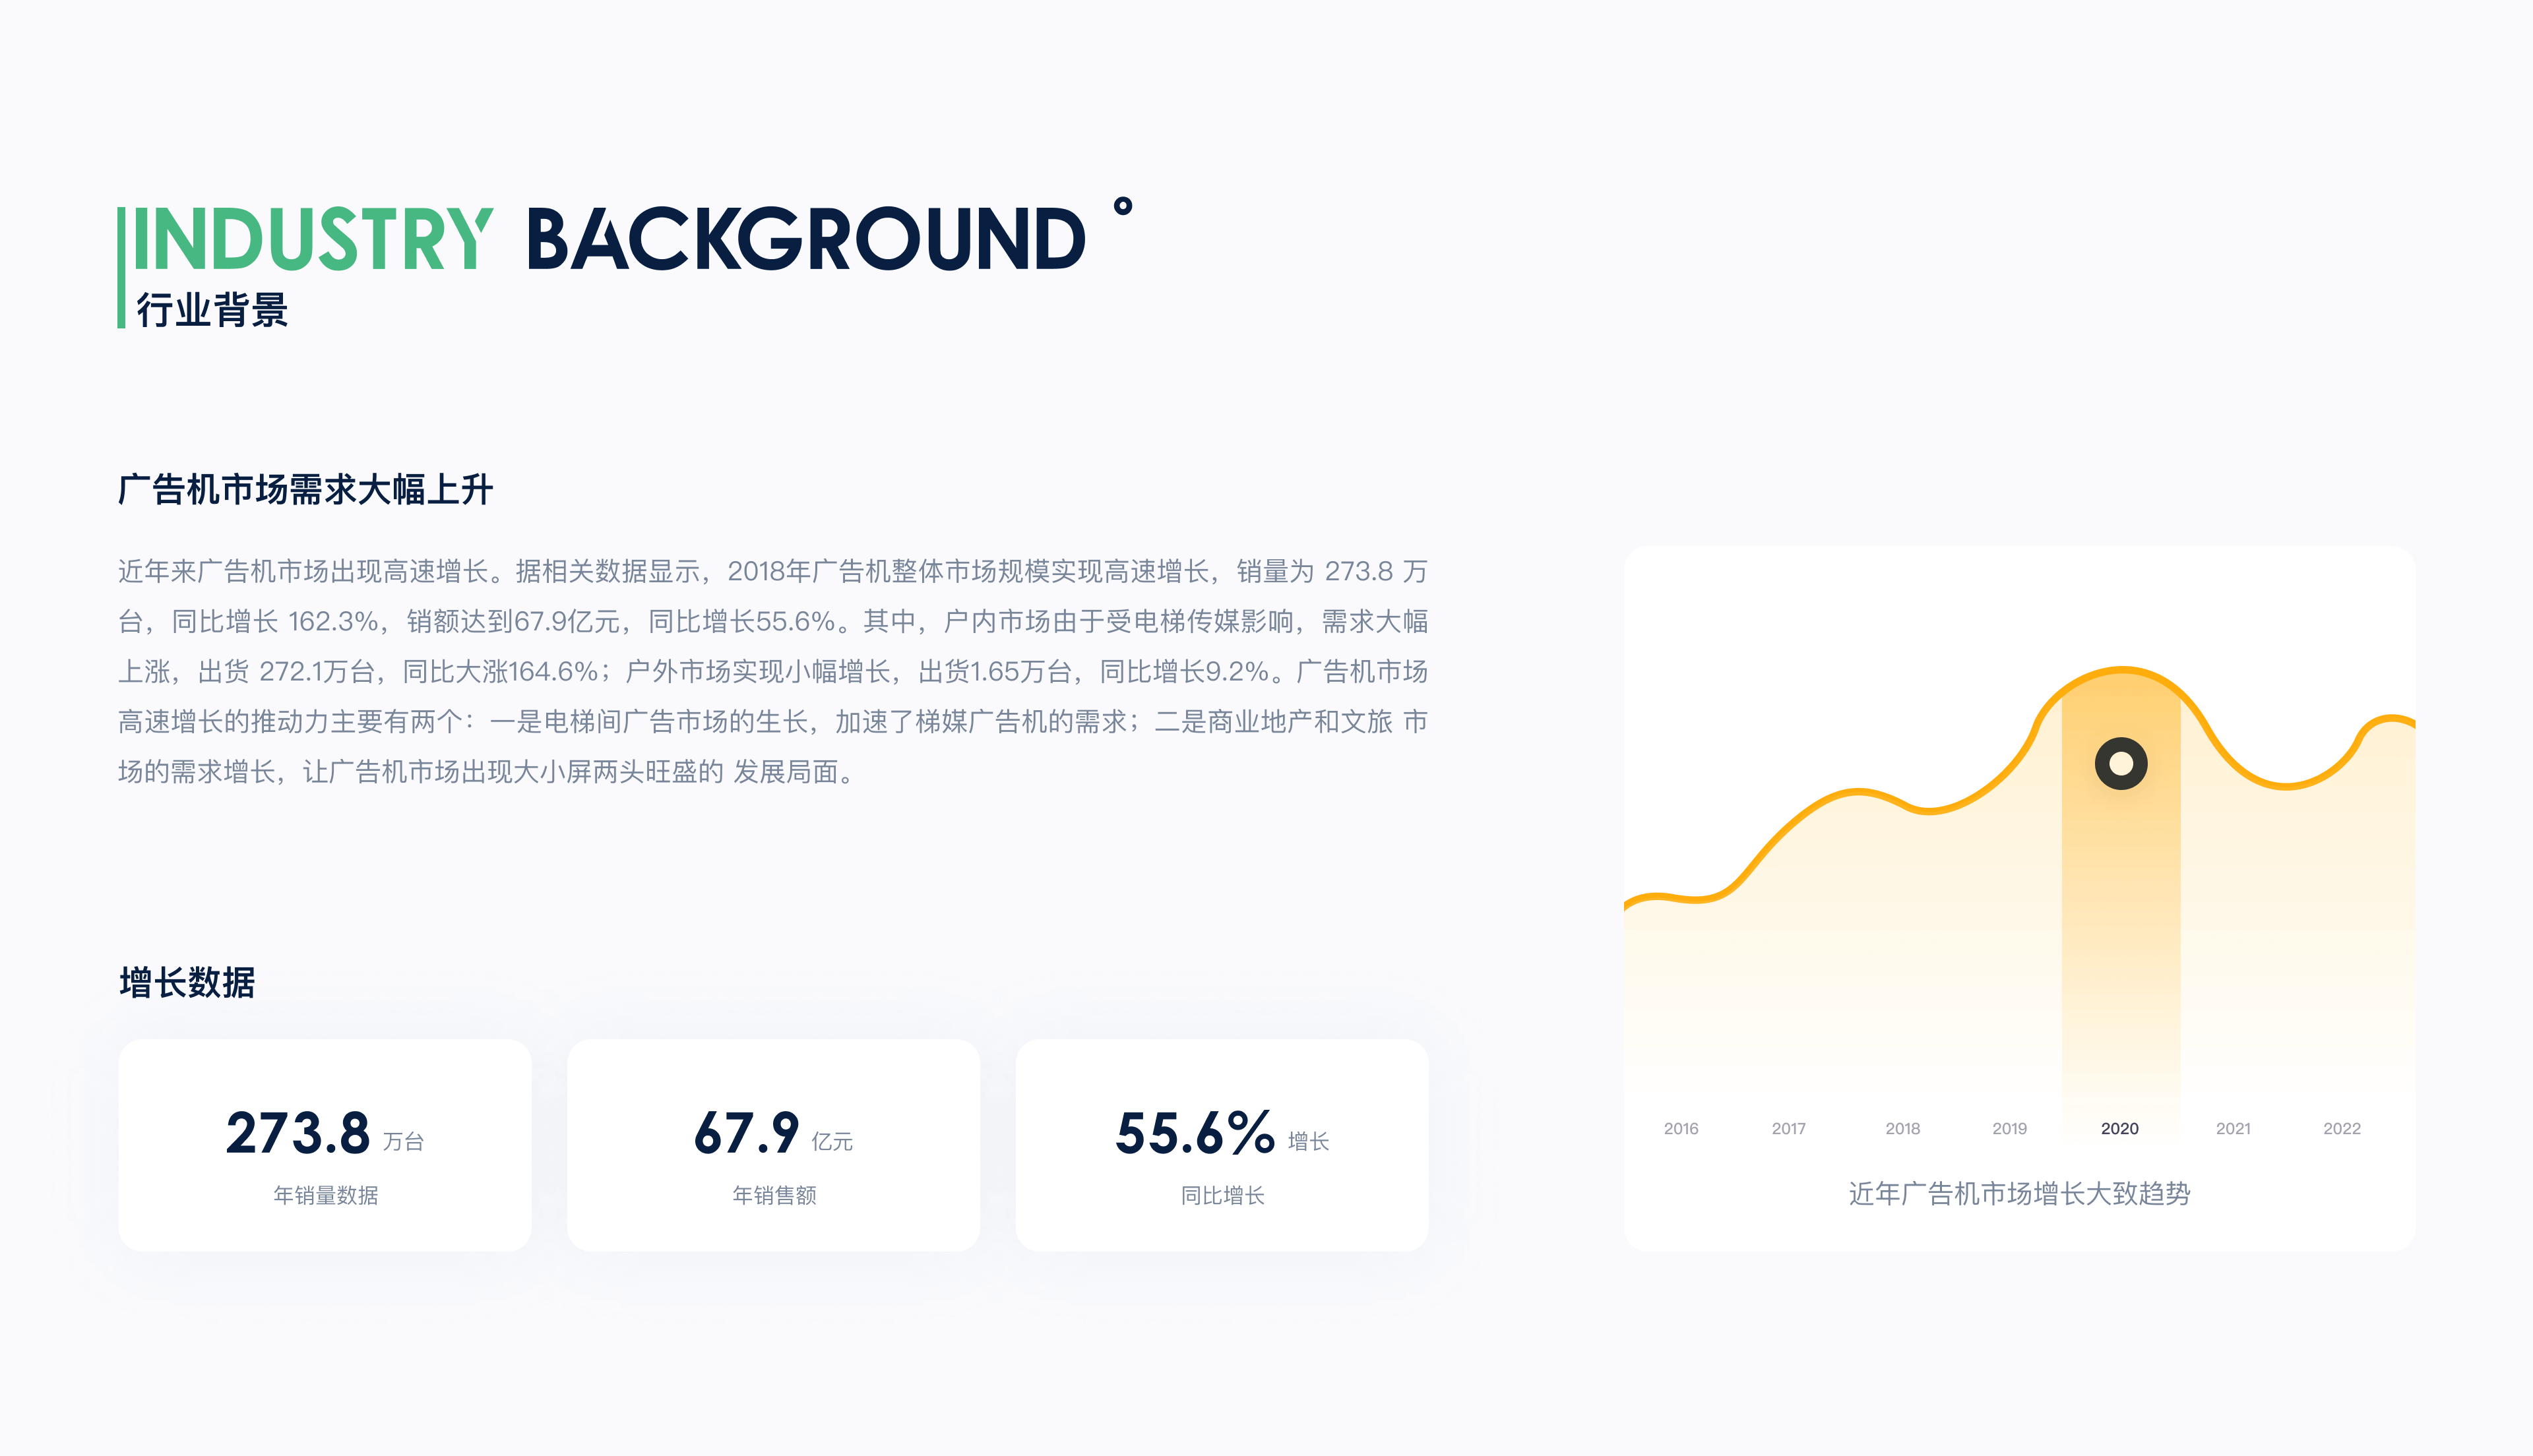 INDUSTRY BACKGROUND °
行业背景
广告机市场需求大幅上升
近年来广告机市场出现高速增长。据相关数据显示，2018年广告机整体市场规模实现高速增长，销量为 273.8 万
台，同比增长 162.3%，销额达到67.9亿元，同比增长55.6%。其中，户内市场由于受电梯传媒影响，需求大幅
上涨，出货 272.1万台，同比大涨164.6%；户外市场实现小幅增长，出货1.65万台，同比增长9.2%。广告机市场
高速增长的推动力主要有两个：一是电梯间广告市场的生长，加速了梯媒广告机的需求；二是商业地产和文旅 市
场的需求增长，让广告机市场出现大小屏两头旺盛的 发展局面。
增长数据
273.8 万台
年销量数据
67.9 亿元
年销售额
55.6% 增长
同比增长
2016 2017 2018 2019 2020 2021 2022
近年广告机市场增长大致趋势